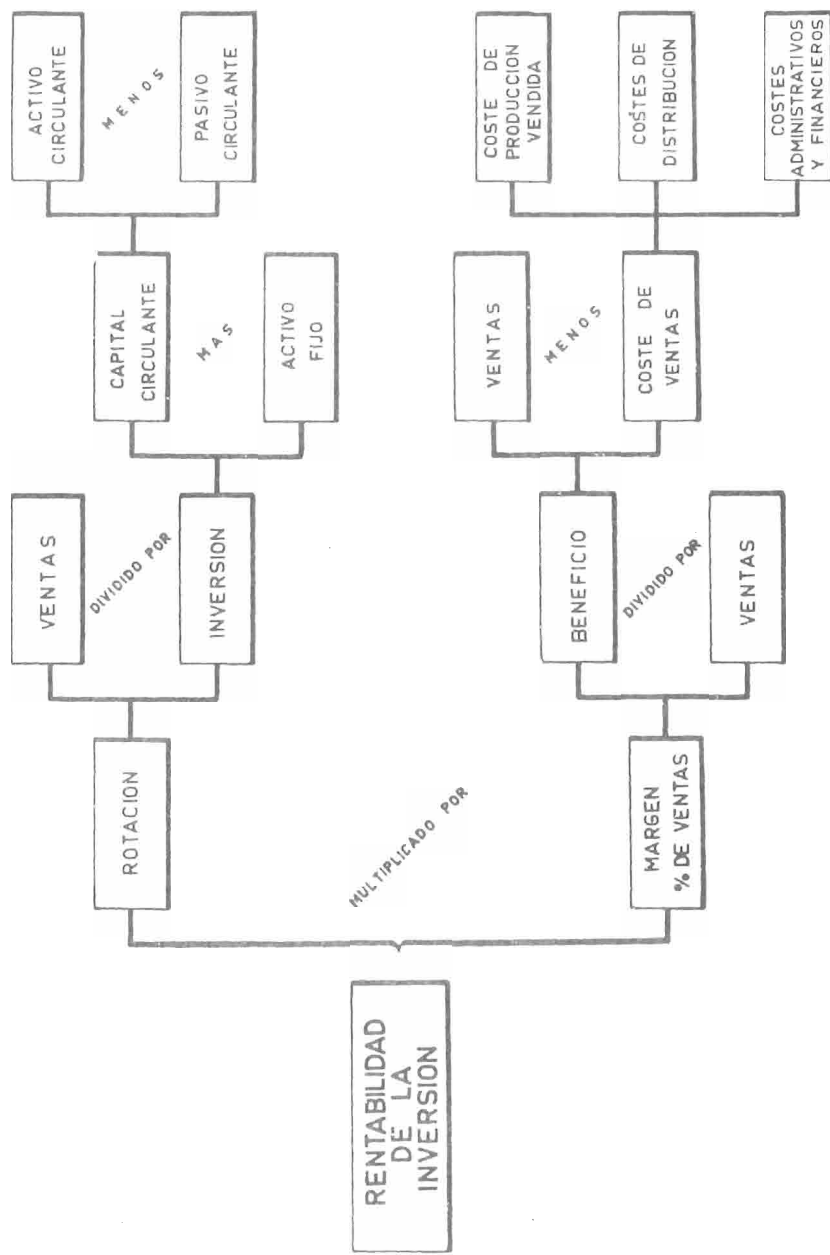 RENTABILIDAD
DE LA
INVERSION
ROTACION
MULTIPLICADO POR
MARGEN
% DE VENTAS
VENTAS
DIVIDIDO POR
INVERSION
BENEFICIO
DIVIDIDO POR
VENTAS
CAPITAL
CIRCULANTE
MAS
ACTIVO
FIJO
VENTAS
MENOS
COSTE DE
VENTAS
ACTIVO
CIRCULANTE
MENOS
PASIVO
CIRCULANTE
COSTE DE
PRODUCCION
VENDIDA
COSTES DE
DISTRIBUCION
COSTES
ADMINISTRATIVOS
Y FINANCIEROS